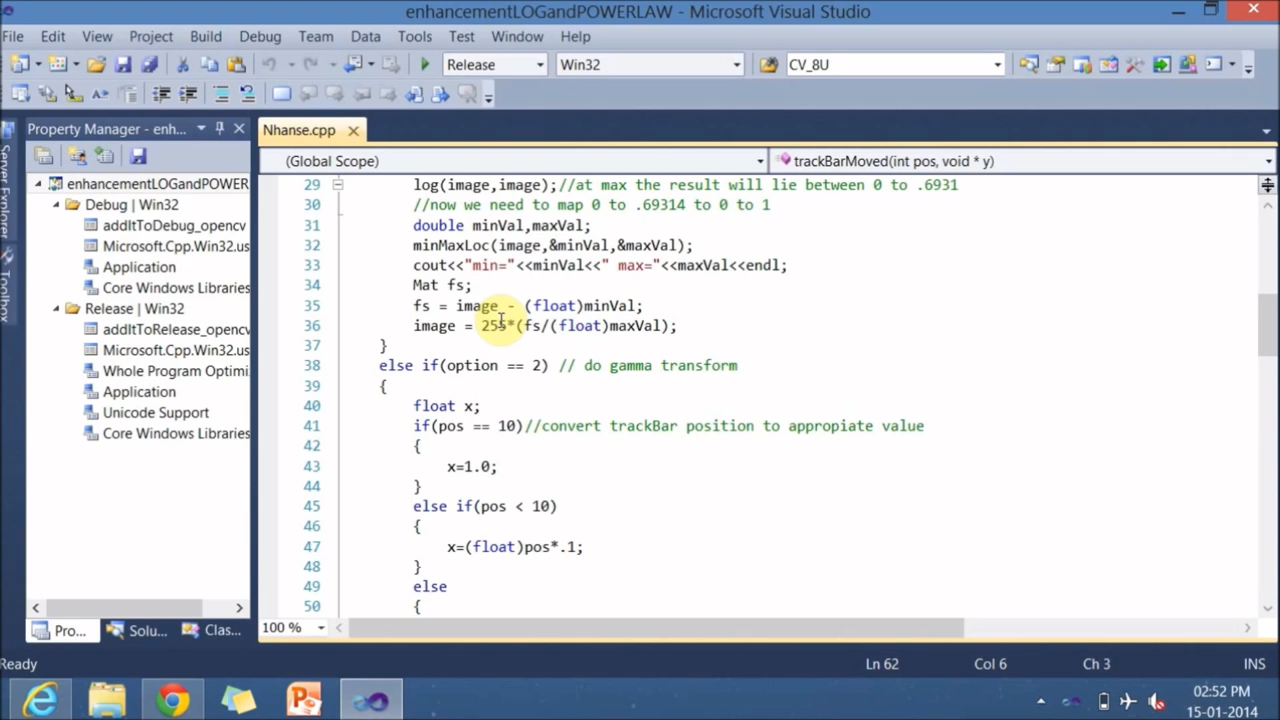 enhancementLOGandPOWERLAW - Microsoft Visual Studio
File Edit View Project Build Debug Team Data Tools Test Window Help
Release Win32 CV_8U
Property Manager - enh...
Nhanse.cpp
(Global Scope) trackBarMoved(int pos, void * y)
Server Explorer
Toolbox
enhancementLOGandPOWER
Debug | Win32
addItToDebug_opencv
Microsoft.Cpp.Win32.us
Application
Core Windows Libraries
Release | Win32
addItToRelease_opencv
Microsoft.Cpp.Win32.us
Whole Program Optimi
Application
Unicode Support
Core Windows Libraries
Pro... Solu... Clas...
29 log(image,image);//at max the result will lie between 0 to .6931
30 //now we need to map 0 to .69314 to 0 to 1
31 double minVal,maxVal;
32 minMaxLoc(image,&minVal,&maxVal);
33 cout<<"min="<<minVal<<" max="<<maxVal<<endl;
34 Mat fs;
35 fs = image - (float)minVal;
36 image = 255*(fs/(float)maxVal);
37 }
38 else if(option == 2) // do gamma transform
39 {
40 float x;
41 if(pos == 10)//convert trackBar position to appropiate value
42 {
43 x=1.0;
44 }
45 else if(pos < 10)
46 {
47 x=(float)pos*.1;
48 }
49 else
50 {
100 %
Ready Ln 62 Col 6 Ch 3 INS
02:52 PM
15-01-2014